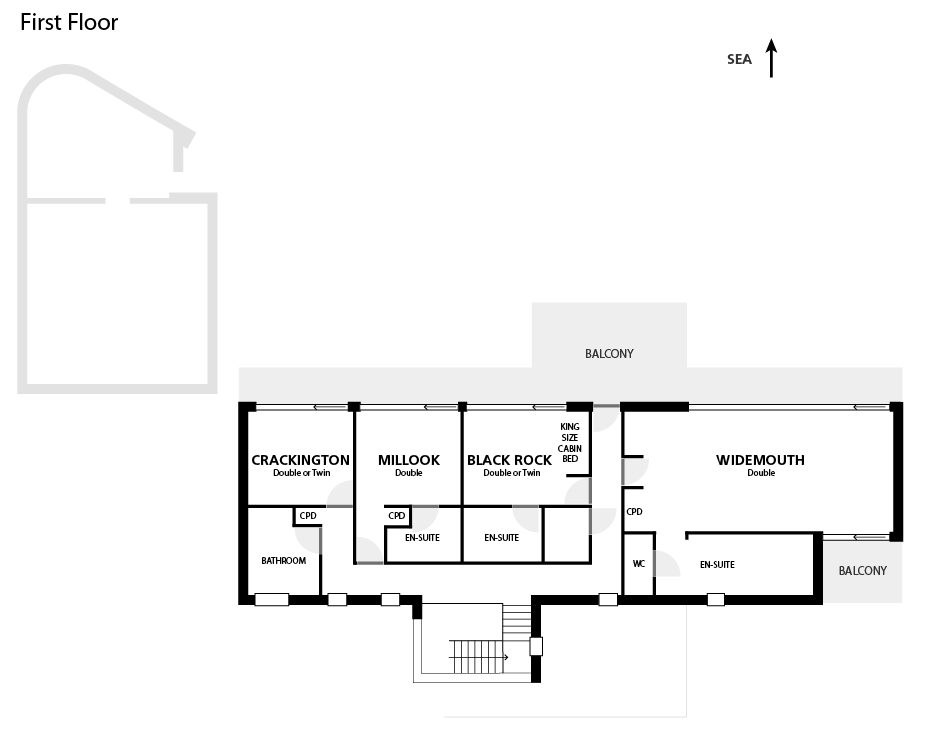 First Floor
SEA
BALCONY
KING
SIZE
CABIN
BED
CRACKINGTON
Double or Twin
MILLOOK
Double
BLACK ROCK
Double or Twin
WIDEMOUTH
Double
CPD
CPD
CPD
EN-SUITE
EN-SUITE
BATHROOM
WC
EN-SUITE
BALCONY